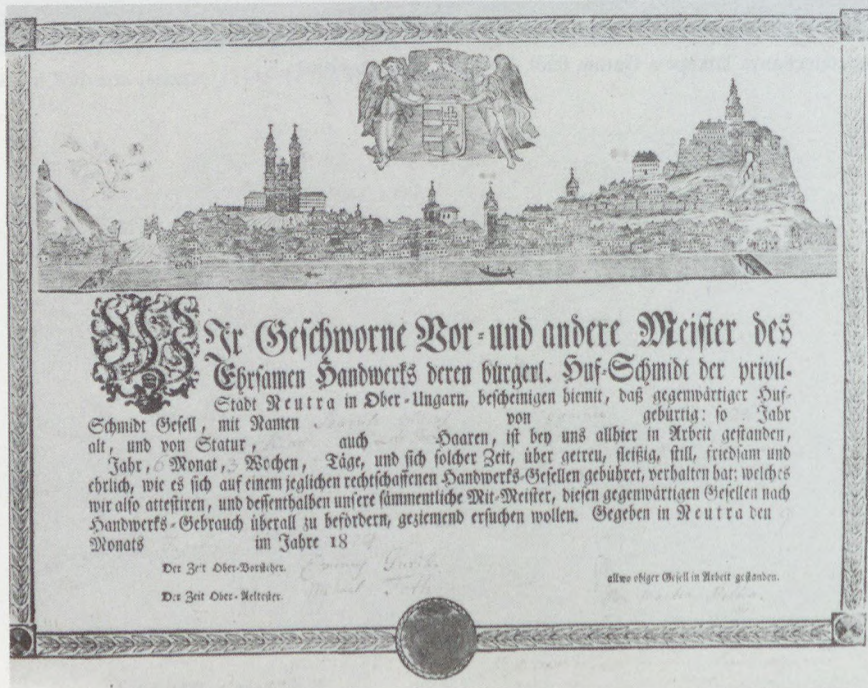 WIr Geschworne Vor- und andere Meister des
Ehrsamen Handwerks deren bürgerl. Huf-Schmidt der privil.
Stadt Neutra in Ober-Ungarn, bescheinigen hiemit, daß gegenwärtiger Huf-
Schmidt Gesell, mit Namen von gebürtig: so Jahr
alt, und von Statur, auch Haaren, ist bey uns allhier in Arbeit gestanden,
Jahr, 6 Monat, 3 Wochen, Täge, und sich solcher Zeit, über getreu, fleißig, still, friedsam und
ehrlich, wie es sich auf einem jeglichen rechtschaffenen Handwerks-Gesellen gebühret, verhalten hat: welches
wir also attestiren, und dessenthalben unsere sämmentliche Mit-Meister, diesen gegenwärtigen Gesellen nach
Handwerks-Gebrauch überall zu befördern, geziemend ersuchen wollen. Gegeben in Neutra den
Monats im Jahre 18
Der Zeit Ober-Vorsteher.
allwo obiger Gesell in Arbeit gestanden.
Der Zeit Ober-Aeltester.